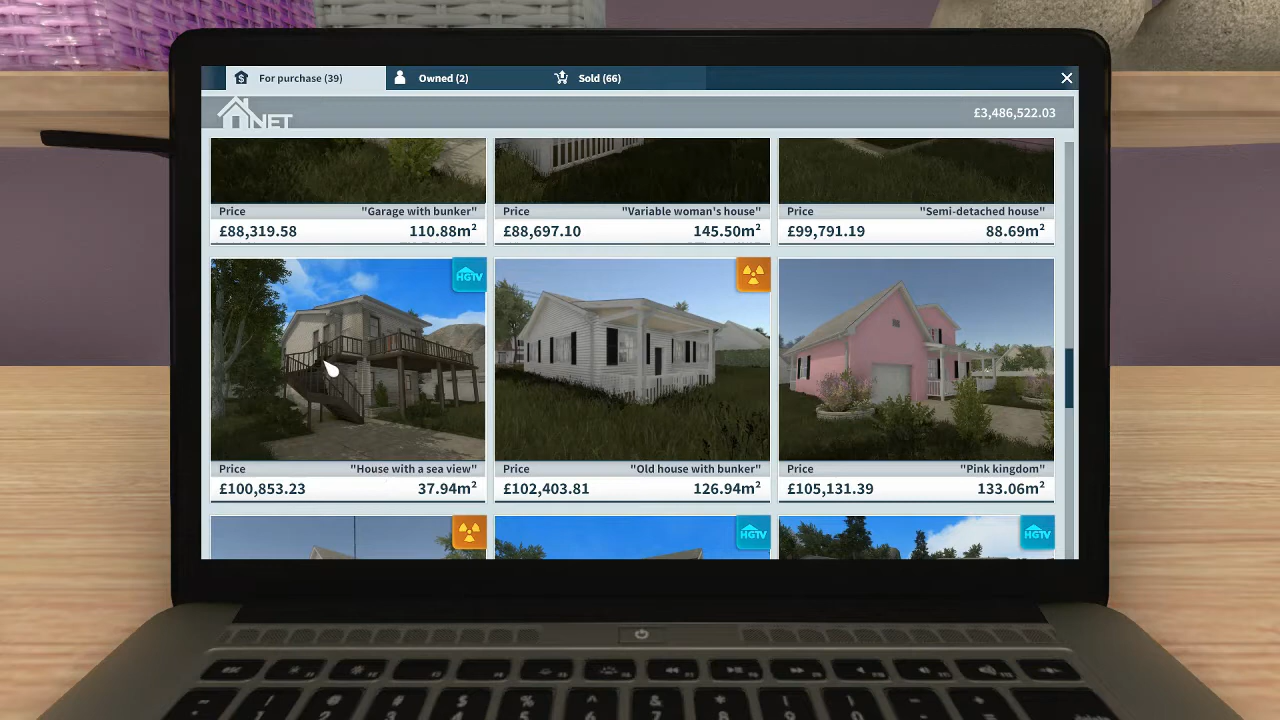 For purchase (39)
Owned (2)
Sold (66)
NET
£3,486,522.03
Price
"Garage with bunker"
£88,319.58
110.88m²
Price
"Variable woman's house"
£88,697.10
145.50m²
Price
"Semi-detached house"
£99,791.19
88.69m²
HGTV
Price
"House with a sea view"
£100,853.23
37.94m²
Price
"Old house with bunker"
£102,403.81
126.94m²
Price
"Pink kingdom"
£105,131.39
133.06m²
HGTV
HGTV